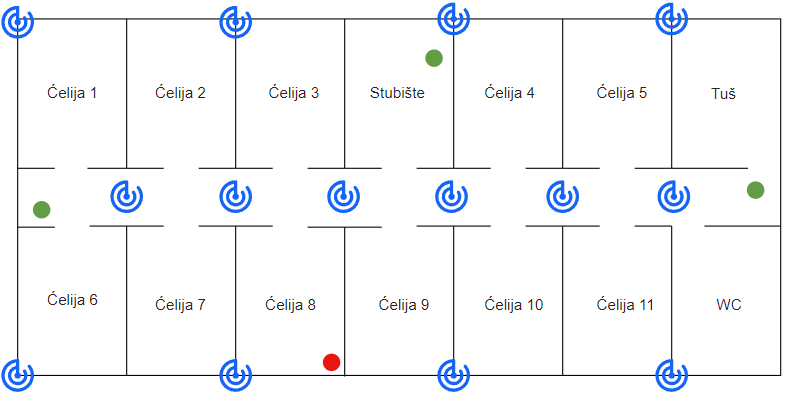 Ćelija 1
Ćelija 2
Ćelija 3
Stubište
Ćelija 4
Ćelija 5
Tuš
Ćelija 6
Ćelija 7
Ćelija 8
Ćelija 9
Ćelija 10
Ćelija 11
WC